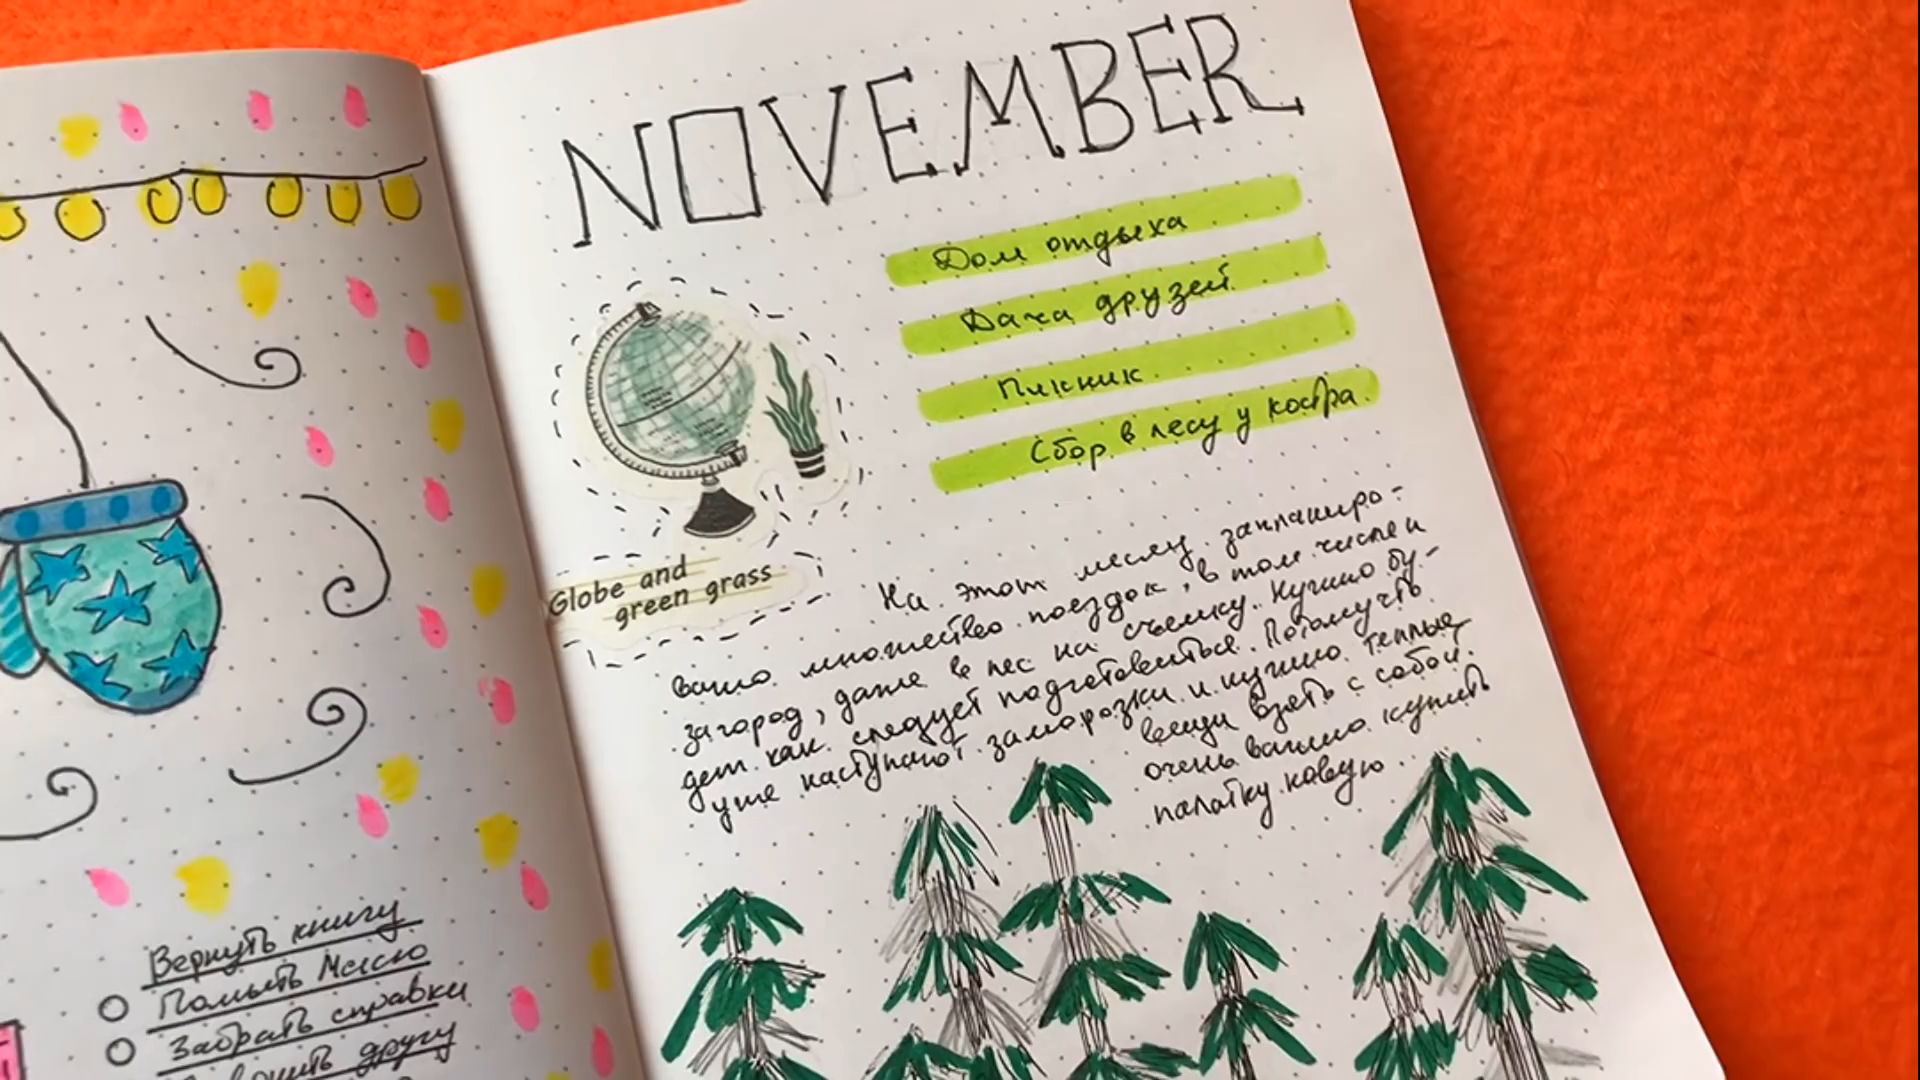 NOVEMBER
Дом отдыха
Дача друзей
Пикник
Сбор в лесу у костра
Globe and
green grass
На этот месяц запланиро-
вано множество поездок, в том числе и
загород, даже в лес на съемку. Нужно бу-
дет как следует подготовиться. Потому что
уже наступают заморозки и нужно теплые
вещи взять с собой.
очень важно купить
палатку новую...
Вернуть книгу
Помыть Масю
Забрать справки
другу